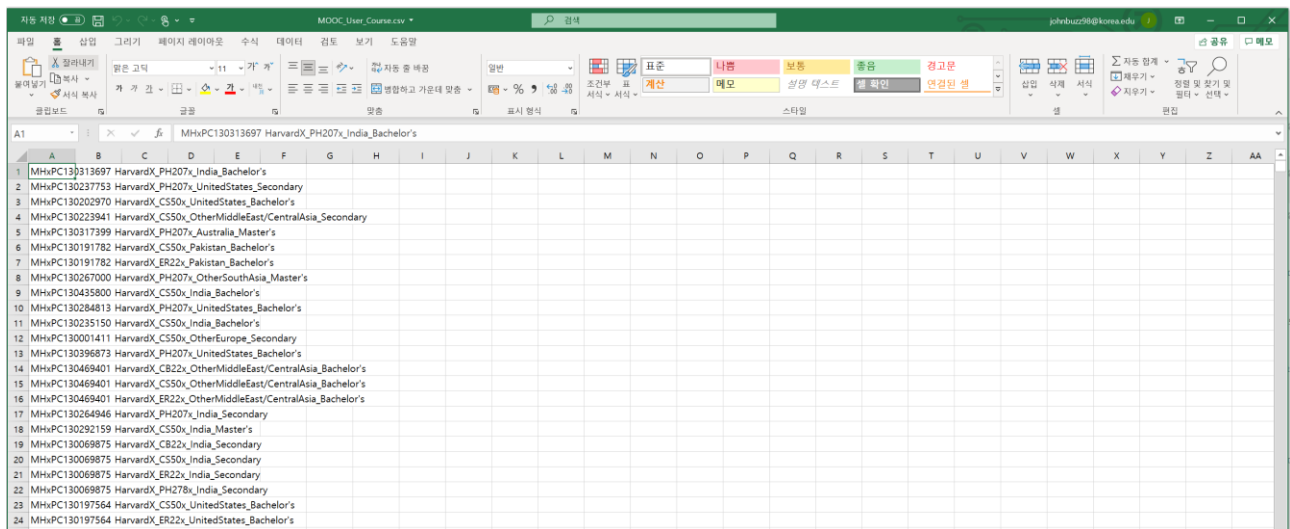 자동 저장 MOOC_User_Course.csv 검색 johnbuzz98@korea.edu
파일 홈 삽입 그리기 페이지 레이아웃 수식 데이터 검토 보기 도움말 공유 메모
붙여넣기 잘라내기 복사 서식 복사 맑은 고딕 11 가 가 가 가 가 가 자동 줄 바꿈 병합하고 가운데 맞춤 일반 % 조건부 서식 표 서식 표준 나쁨 보통 좋음 경고문 계산 메모 설명 텍스트 셀 확인 연결된 셀 삽입 삭제 서식 자동 합계 채우기 지우기 정렬 및 필터 찾기 및 선택
클립보드 글꼴 맞춤 표시 형식 스타일 셀 편집
A1 fx MHxPC130313697 HarvardX_PH207x_India_Bachelor's
A B C D E F G H I J K L M N O P Q R S T U V W X Y Z AA
1 MHxPC130313697 HarvardX_PH207x_India_Bachelor's
2 MHxPC130237753 HarvardX_PH207x_UnitedStates_Secondary
3 MHxPC130202970 HarvardX_CS50x_UnitedStates_Bachelor's
4 MHxPC130223941 HarvardX_CS50x_OtherMiddleEast/CentralAsia_Secondary
5 MHxPC130317399 HarvardX_PH207x_Australia_Master's
6 MHxPC130191782 HarvardX_CS50x_Pakistan_Bachelor's
7 MHxPC130191782 HarvardX_ER22x_Pakistan_Bachelor's
8 MHxPC130267000 HarvardX_PH207x_OtherSouthAsia_Master's
9 MHxPC130435800 HarvardX_CS50x_India_Bachelor's
10 MHxPC130284813 HarvardX_PH207x_UnitedStates_Bachelor's
11 MHxPC130235150 HarvardX_CS50x_India_Bachelor's
12 MHxPC130001411 HarvardX_CS50x_OtherEurope_Secondary
13 MHxPC130396873 HarvardX_PH207x_UnitedStates_Bachelor's
14 MHxPC130469401 HarvardX_CB22x_OtherMiddleEast/CentralAsia_Bachelor's
15 MHxPC130469401 HarvardX_CS50x_OtherMiddleEast/CentralAsia_Bachelor's
16 MHxPC130469401 HarvardX_ER22x_OtherMiddleEast/CentralAsia_Bachelor's
17 MHxPC130264946 HarvardX_PH207x_India_Secondary
18 MHxPC130292159 HarvardX_CS50x_India_Master's
19 MHxPC130069875 HarvardX_CB22x_India_Secondary
20 MHxPC130069875 HarvardX_CS50x_India_Secondary
21 MHxPC130069875 HarvardX_ER22x_India_Secondary
22 MHxPC130069875 HarvardX_PH278x_India_Secondary
23 MHxPC130197564 HarvardX_CS50x_UnitedStates_Bachelor's
24 MHxPC130197564 HarvardX_ER22x_UnitedStates_Bachelor's